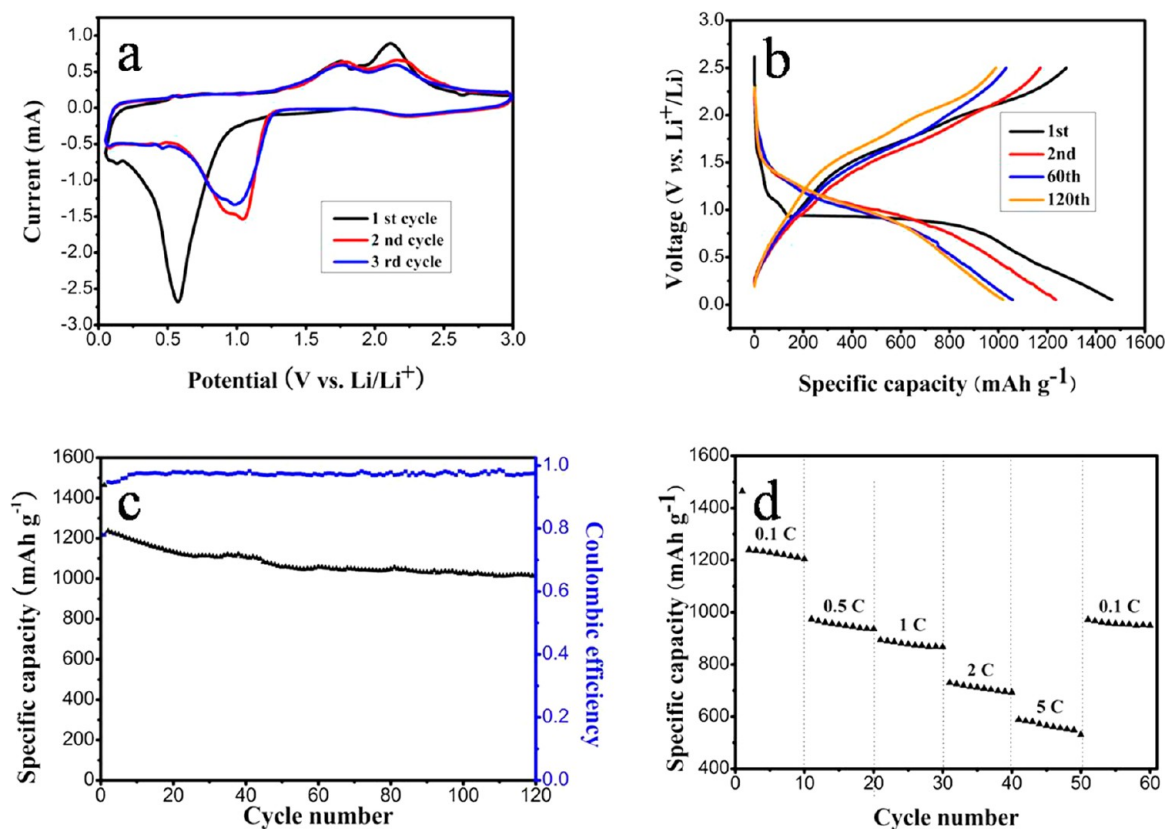 a
1.0
0.5
0.0
-0.5
-1.0
-1.5
-2.0
-2.5
-3.0
Current (mA)
1 st cycle
2 nd cycle
3 rd cycle
0.0 0.5 1.0 1.5 2.0 2.5 3.0
Potential (V vs. Li/Li⁺)
b
3.0
2.5
2.0
1.5
1.0
0.5
0.0
Voltage (V vs. Li⁺/Li)
1st
2nd
60th
120th
0 200 400 600 800 1000 1200 1400 1600
Specific capacity (mAh g⁻¹)
c
1600
1400
1200
1000
800
600
400
200
0
Specific capacity (mAh g⁻¹)
1.0
0.8
0.6
0.4
0.2
0.0
Coulombic efficiency
0 20 40 60 80 100 120
Cycle number
d
1600
1400
1200
1000
800
600
400
Specific capacity (mAh g⁻¹)
0.1 C
0.5 C
1 C
2 C
5 C
0.1 C
0 10 20 30 40 50 60
Cycle number